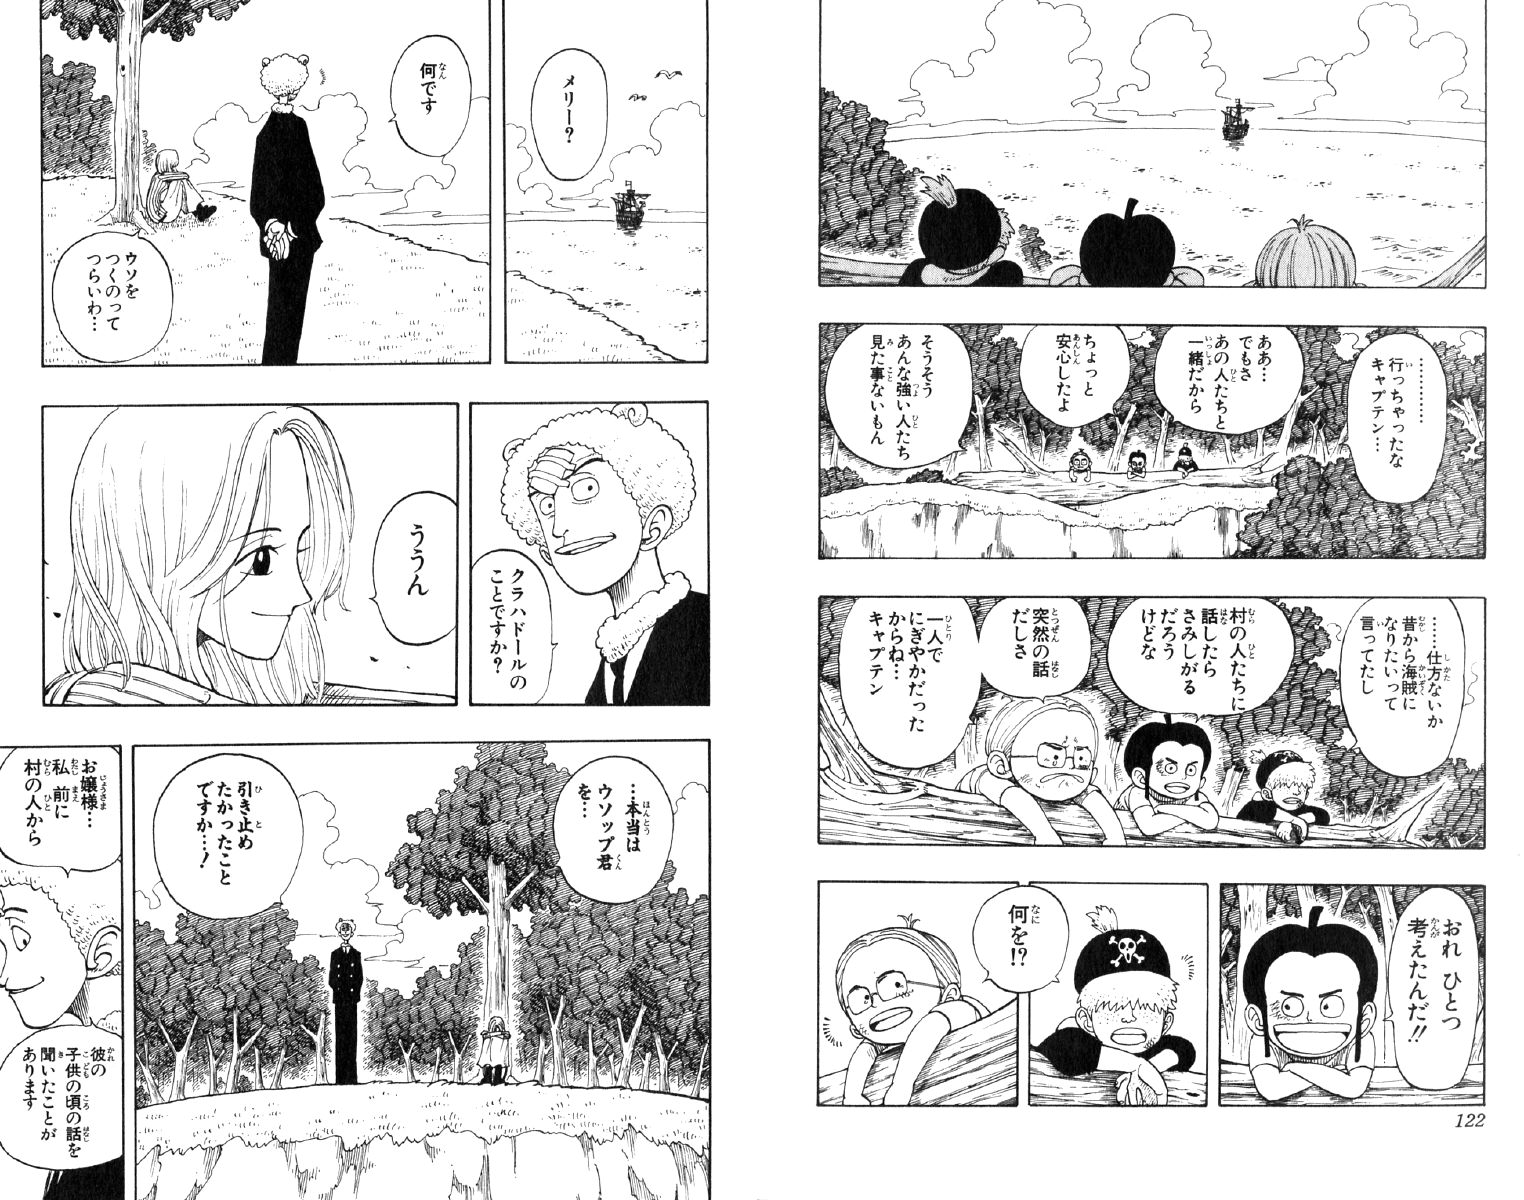 …………
行っちゃったな
キャプテン…
ああ…
でもさ
あの人たちと
一緒だから
ちょっと
安心したよ
そうそう
あんな強い人たち
見た事ないもん
……仕方ないか
昔から海賊に
なりたいって
言ってたし
村の人たちに
話したら
さみしがる
だろう
けどな
突然の話
だしさ
一人で
にぎやかだった
からね…
キャプテン
おれ ひとつ
考えたんだ!!
何を!?
122
メリー?
何です
ウソを
つくのって
つらいわ…
クラハドールの
ことですか?
ううん
…本当は
ウソップ君
を…
引き止め
たかったこと
ですか…!
お嬢様…
私 前に
村の人から
彼の
子供の頃の話を
聞いたことが
あります